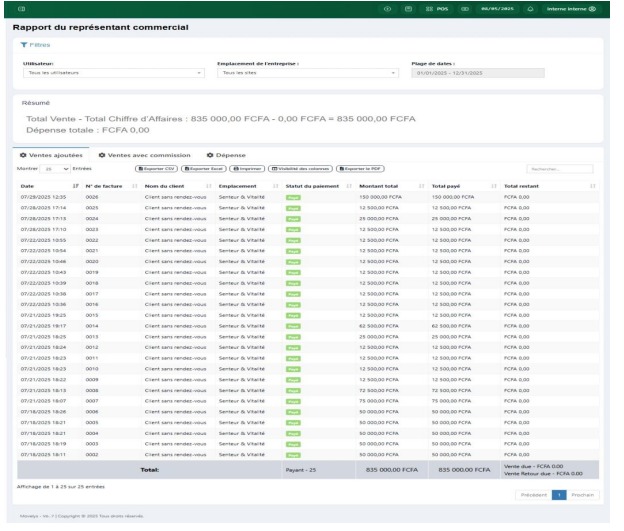 POS 06/05/2025 Interne Interne
Rapport du représentant commercial
Filtres
Utilisateur: Emplacement de l'entreprise : Plage de dates :
Tous les utilisateurs Tous les sites 01/01/2025 - 12/31/2025
Résumé
Total Vente - Total Chiffre d'Affaires : 835 000,00 FCFA - 0,00 FCFA = 835 000,00 FCFA
Dépense totale : FCFA 0,00
Ventes ajoutées Ventes avec commission Dépense
Montrer 25 Entrées Exporter CSV Exporter Excel Imprimer Visibilité des colonnes Exporter le PDF Rechercher...
Date N° de facture Nom du client Emplacement Statut du paiement Montant total Total payé Total restant
07/29/2025 12:35 0026 Client sans rendez-vous Senteur & Vitarité Payé 150 000,00 FCFA 150 000,00 FCFA FCFA 0,00
07/28/2025 17:14 0025 Client sans rendez-vous Senteur & Vitarité Payé 12 500,00 FCFA 12 500,00 FCFA FCFA 0,00
07/28/2025 17:13 0024 Client sans rendez-vous Senteur & Vitarité Payé 25 000,00 FCFA 25 000,00 FCFA FCFA 0,00
07/28/2025 17:10 0023 Client sans rendez-vous Senteur & Vitarité Payé 12 500,00 FCFA 12 500,00 FCFA FCFA 0,00
07/22/2025 10:55 0022 Client sans rendez-vous Senteur & Vitarité Payé 12 500,00 FCFA 12 500,00 FCFA FCFA 0,00
07/22/2025 10:54 0021 Client sans rendez-vous Senteur & Vitarité Payé 12 500,00 FCFA 12 500,00 FCFA FCFA 0,00
07/22/2025 10:46 0020 Client sans rendez-vous Senteur & Vitarité Payé 12 500,00 FCFA 12 500,00 FCFA FCFA 0,00
07/22/2025 10:43 0019 Client sans rendez-vous Senteur & Vitarité Payé 12 500,00 FCFA 12 500,00 FCFA FCFA 0,00
07/22/2025 10:39 0018 Client sans rendez-vous Senteur & Vitarité Payé 12 500,00 FCFA 12 500,00 FCFA FCFA 0,00
07/22/2025 10:38 0017 Client sans rendez-vous Senteur & Vitarité Payé 12 500,00 FCFA 12 500,00 FCFA FCFA 0,00
07/22/2025 10:36 0016 Client sans rendez-vous Senteur & Vitarité Payé 12 500,00 FCFA 12 500,00 FCFA FCFA 0,00
07/21/2025 19:25 0015 Client sans rendez-vous Senteur & Vitarité Payé 12 500,00 FCFA 12 500,00 FCFA FCFA 0,00
07/21/2025 19:17 0014 Client sans rendez-vous Senteur & Vitarité Payé 62 500,00 FCFA 62 500,00 FCFA FCFA 0,00
07/21/2025 18:25 0013 Client sans rendez-vous Senteur & Vitarité Payé 25 000,00 FCFA 25 000,00 FCFA FCFA 0,00
07/21/2025 18:24 0012 Client sans rendez-vous Senteur & Vitarité Payé 12 500,00 FCFA 12 500,00 FCFA FCFA 0,00
07/21/2025 18:23 0011 Client sans rendez-vous Senteur & Vitarité Payé 12 500,00 FCFA 12 500,00 FCFA FCFA 0,00
07/21/2025 18:23 0010 Client sans rendez-vous Senteur & Vitarité Payé 12 500,00 FCFA 12 500,00 FCFA FCFA 0,00
07/21/2025 18:22 0009 Client sans rendez-vous Senteur & Vitarité Payé 12 500,00 FCFA 12 500,00 FCFA FCFA 0,00
07/21/2025 18:13 0008 Client sans rendez-vous Senteur & Vitarité Payé 72 500,00 FCFA 72 500,00 FCFA FCFA 0,00
07/21/2025 18:07 0007 Client sans rendez-vous Senteur & Vitarité Payé 75 000,00 FCFA 75 000,00 FCFA FCFA 0,00
07/18/2025 18:26 0006 Client sans rendez-vous Senteur & Vitarité Payé 50 000,00 FCFA 50 000,00 FCFA FCFA 0,00
07/18/2025 18:21 0005 Client sans rendez-vous Senteur & Vitarité Payé 50 000,00 FCFA 50 000,00 FCFA FCFA 0,00
07/18/2025 18:21 0004 Client sans rendez-vous Senteur & Vitarité Payé 50 000,00 FCFA 50 000,00 FCFA FCFA 0,00
07/18/2025 18:19 0003 Client sans rendez-vous Senteur & Vitarité Payé 50 000,00 FCFA 50 000,00 FCFA FCFA 0,00
07/18/2025 18:11 0002 Client sans rendez-vous Senteur & Vitarité Payé 50 000,00 FCFA 50 000,00 FCFA FCFA 0,00
Total: Payant - 25 835 000,00 FCFA 835 000,00 FCFA Vente due - FCFA 0,00
Vente Retour due - FCFA 0.00
Affichage de 1 à 25 sur 25 entrées
Précédent 1 Prochain
Copyright © 2022 Tous droits réservés.